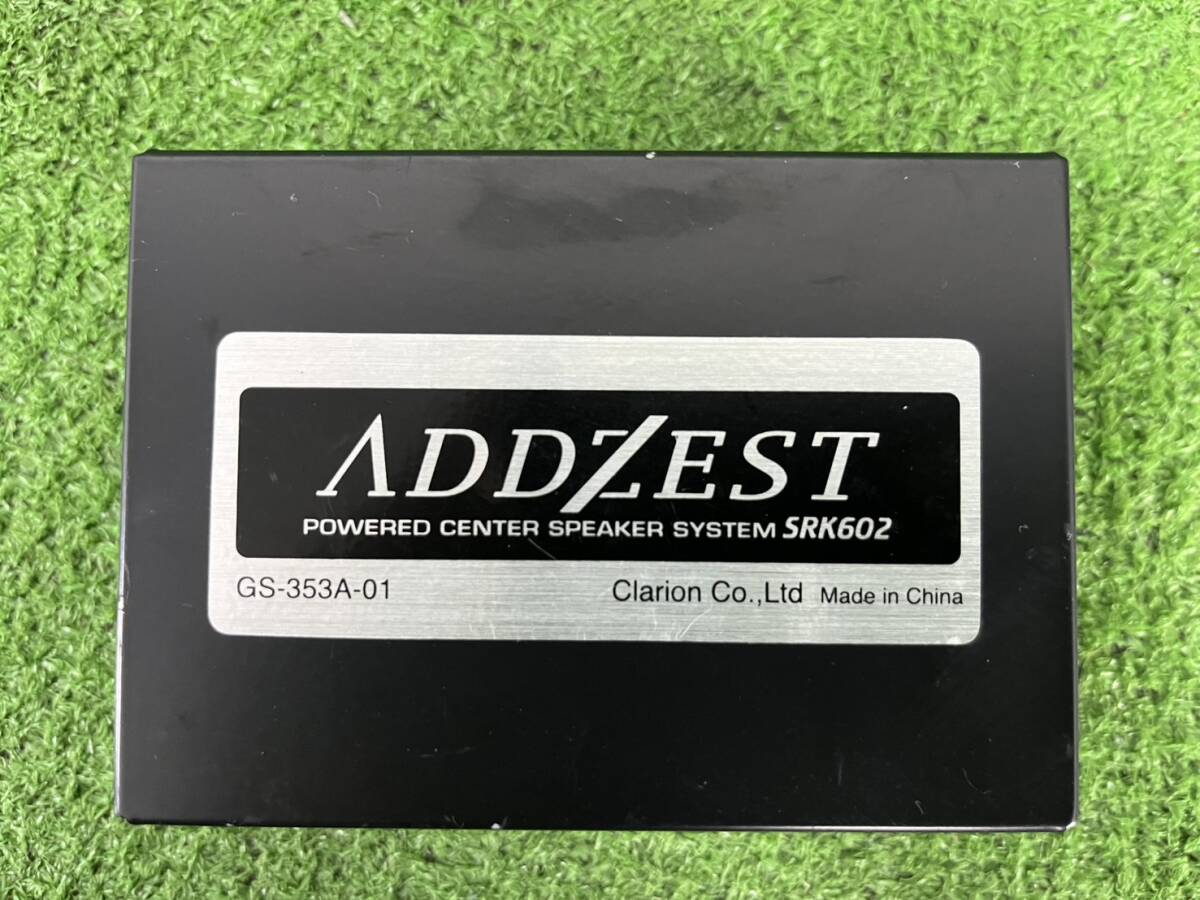 ADDZEST
POWERED CENTER SPEAKER SYSTEM SRK602
GS-353A-01 Clarion Co.,Ltd Made in China